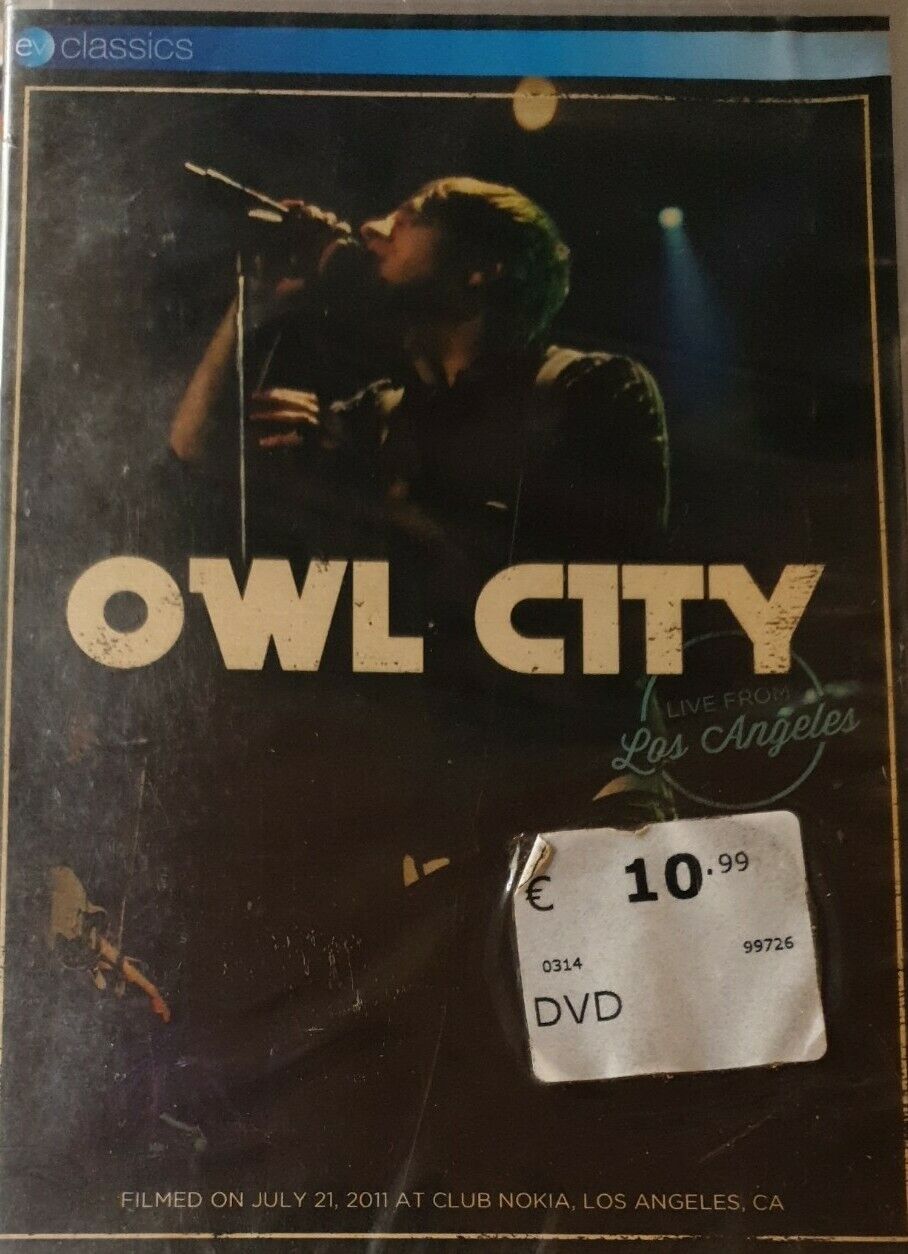 ev classics
OWL CITY
LIVE FROM
Los Angeles
€ 10.99
0314 99726
DVD
FILMED ON JULY 21, 2011 AT CLUB NOKIA, LOS ANGELES, CA